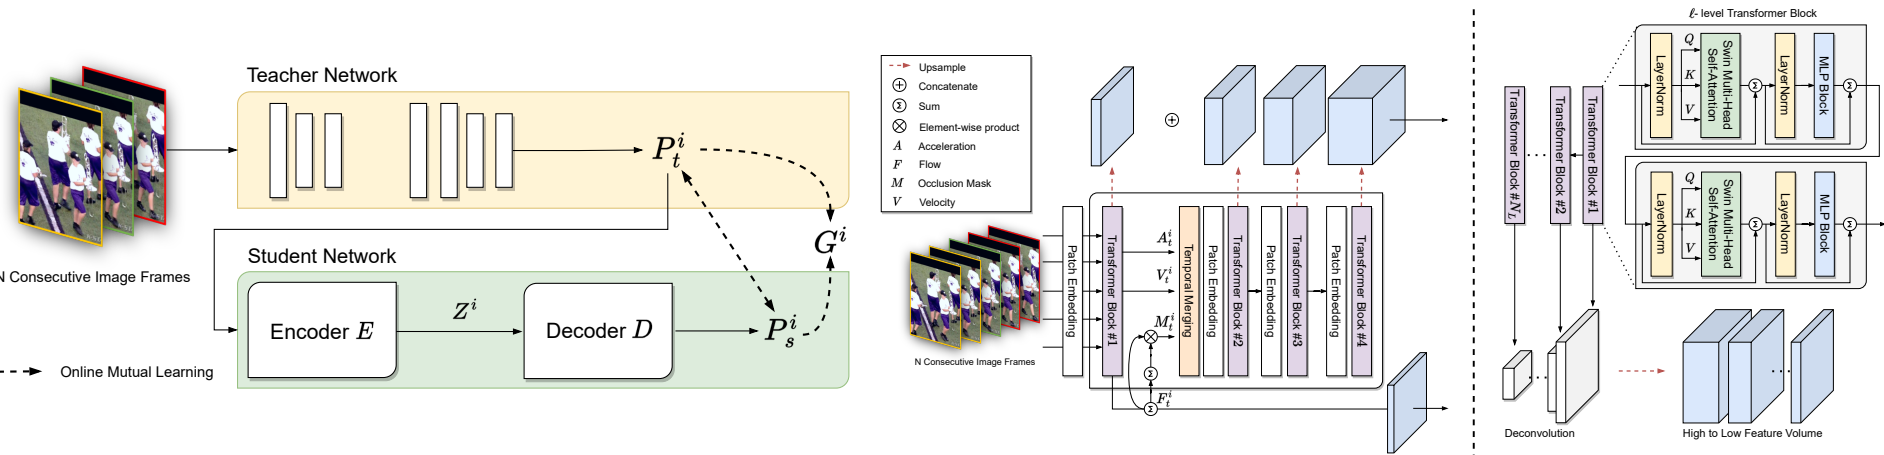 Teacher Network
P_t^i
G^i
Student Network
Encoder E
Z^i
Decoder D
P_s^i
Consecutive Image Frames
Online Mutual Learning
Upsample
Concatenate
Sum
Element-wise product
A Acceleration
F Flow
M Occlusion Mask
V Velocity
N Consecutive Image Frames
Patch Embedding
Transformer Block #1
A_t^i
V_t^i
M_t^i
F_t^i
Temporal Merging
Patch Embedding
Transformer Block #2
Patch Embedding
Transformer Block #3
Patch Embedding
Transformer Block #4
Σ
Σ
Transformer Block #N_L
Transformer Block #2
Transformer Block #1
Deconvolution
ℓ- level Transformer Block
LayerNorm
Q
K
V
Swin Multi-Head
Self-Attention
Σ
LayerNorm
MLP Block
Σ
LayerNorm
Q
K
V
Swin Multi-Head
Self-Attention
Σ
LayerNorm
MLP Block
Σ
High to Low Feature Volume